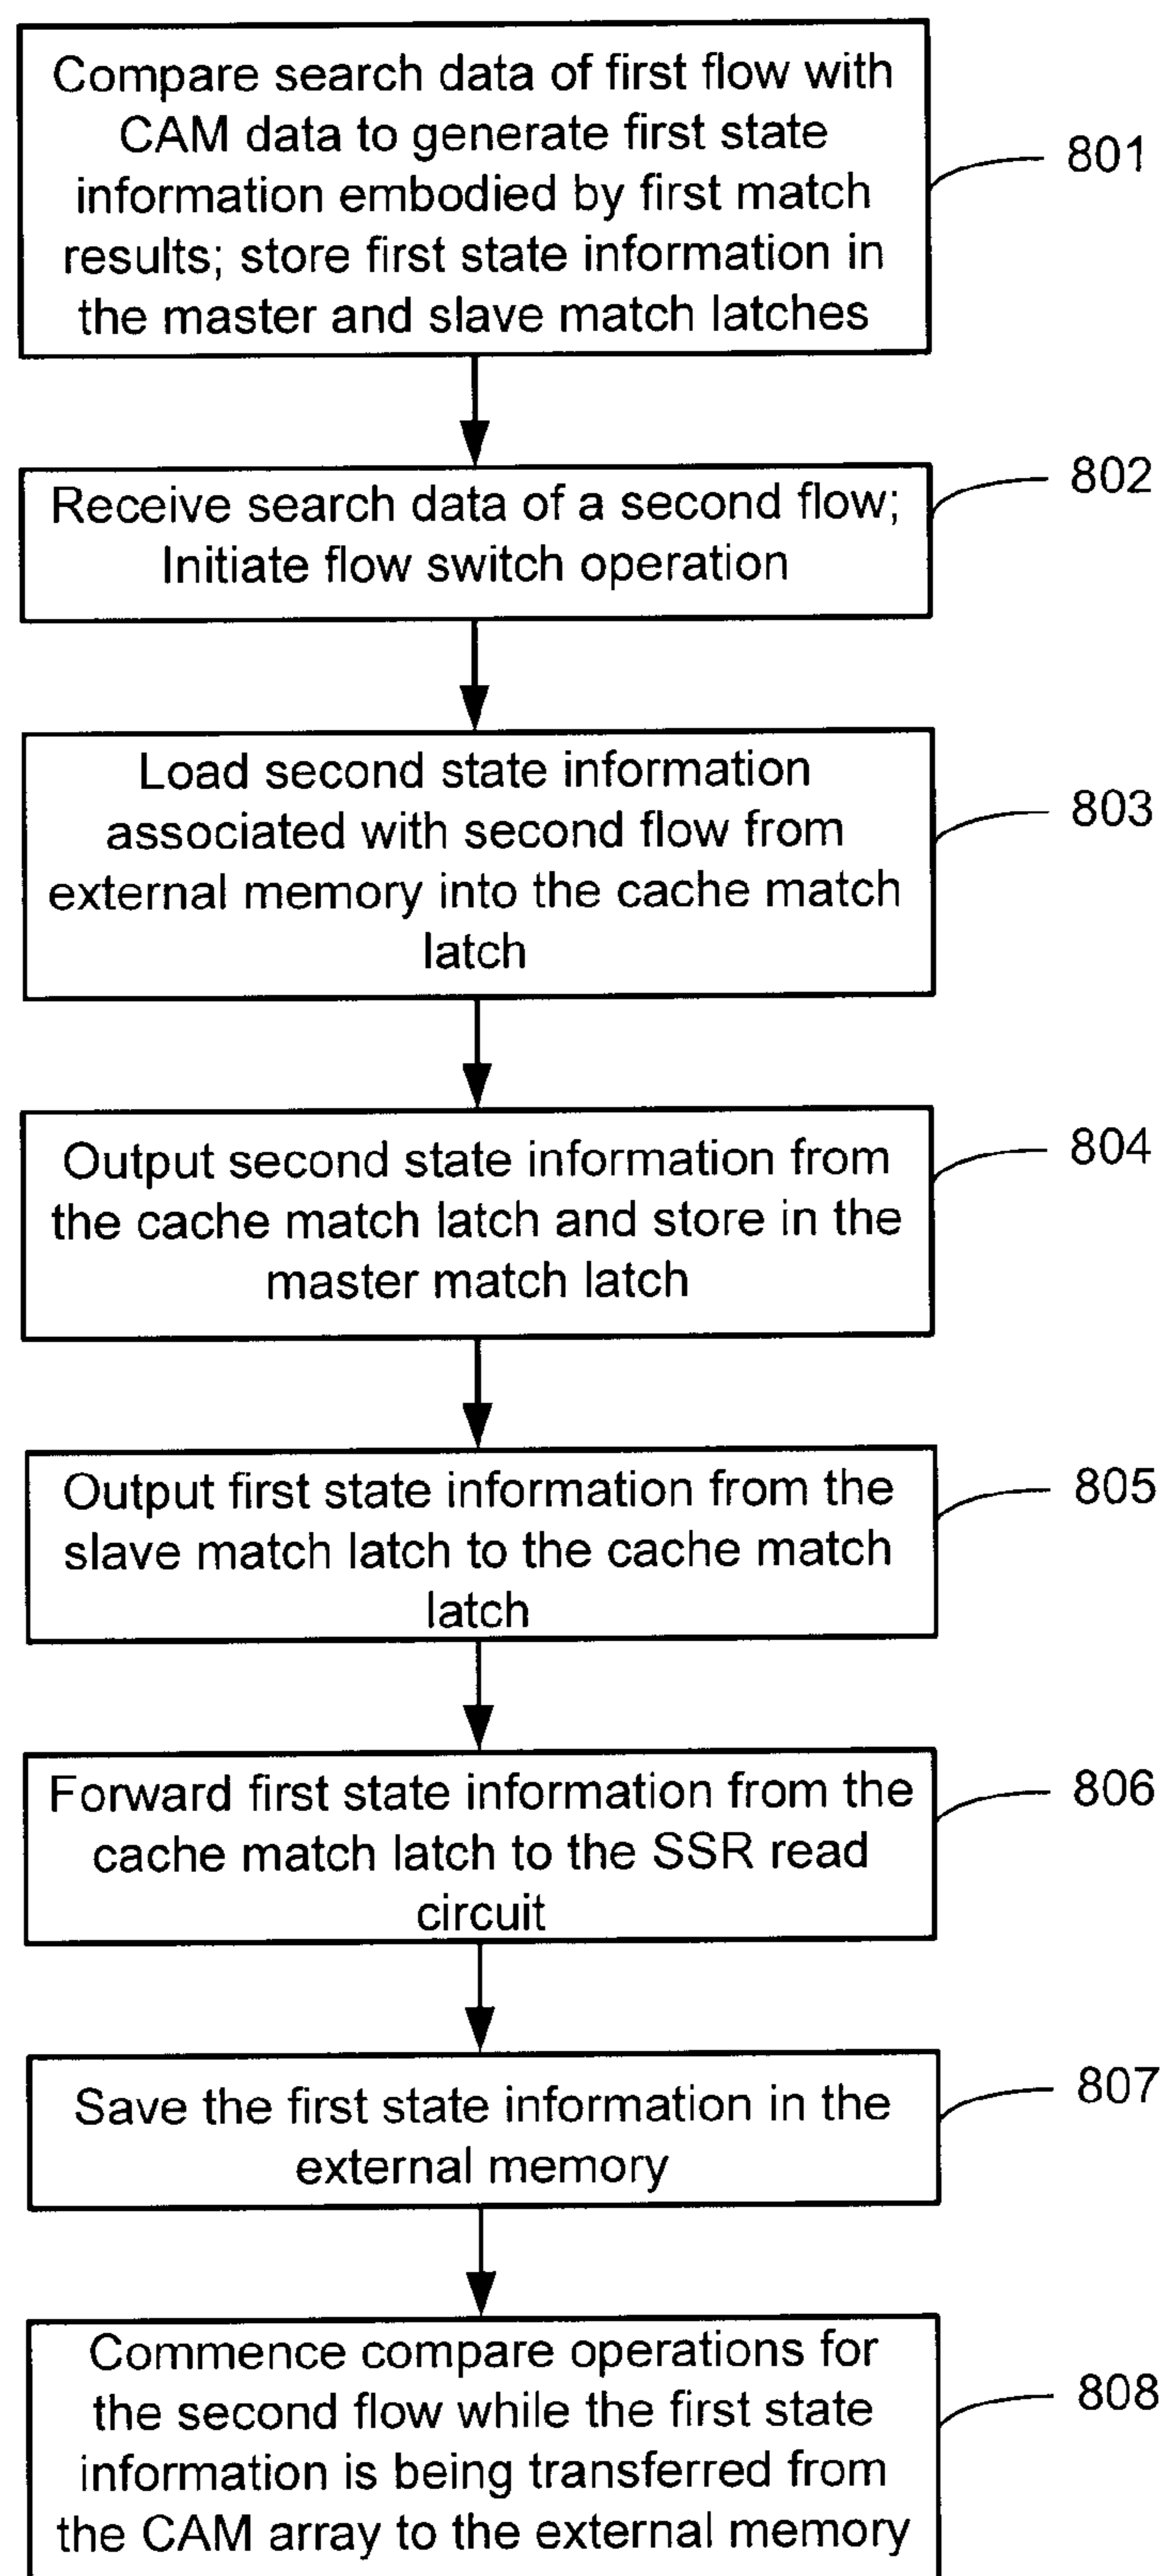 Compare search data of first flow with
CAM data to generate first state
information embodied by first match
results; store first state information in
the master and slave match latches
801
Receive search data of a second flow;
Initiate flow switch operation
802
Load second state information
associated with second flow from
external memory into the cache match
latch
803
Output second state information from
the cache match latch and store in the
master match latch
804
Output first state information from the
slave match latch to the cache match
latch
805
Forward first state information from the
cache match latch to the SSR read
circuit
806
Save the first state information in the
external memory
807
Commence compare operations for
the second flow while the first state
information is being transferred from
the CAM array to the external memory
808